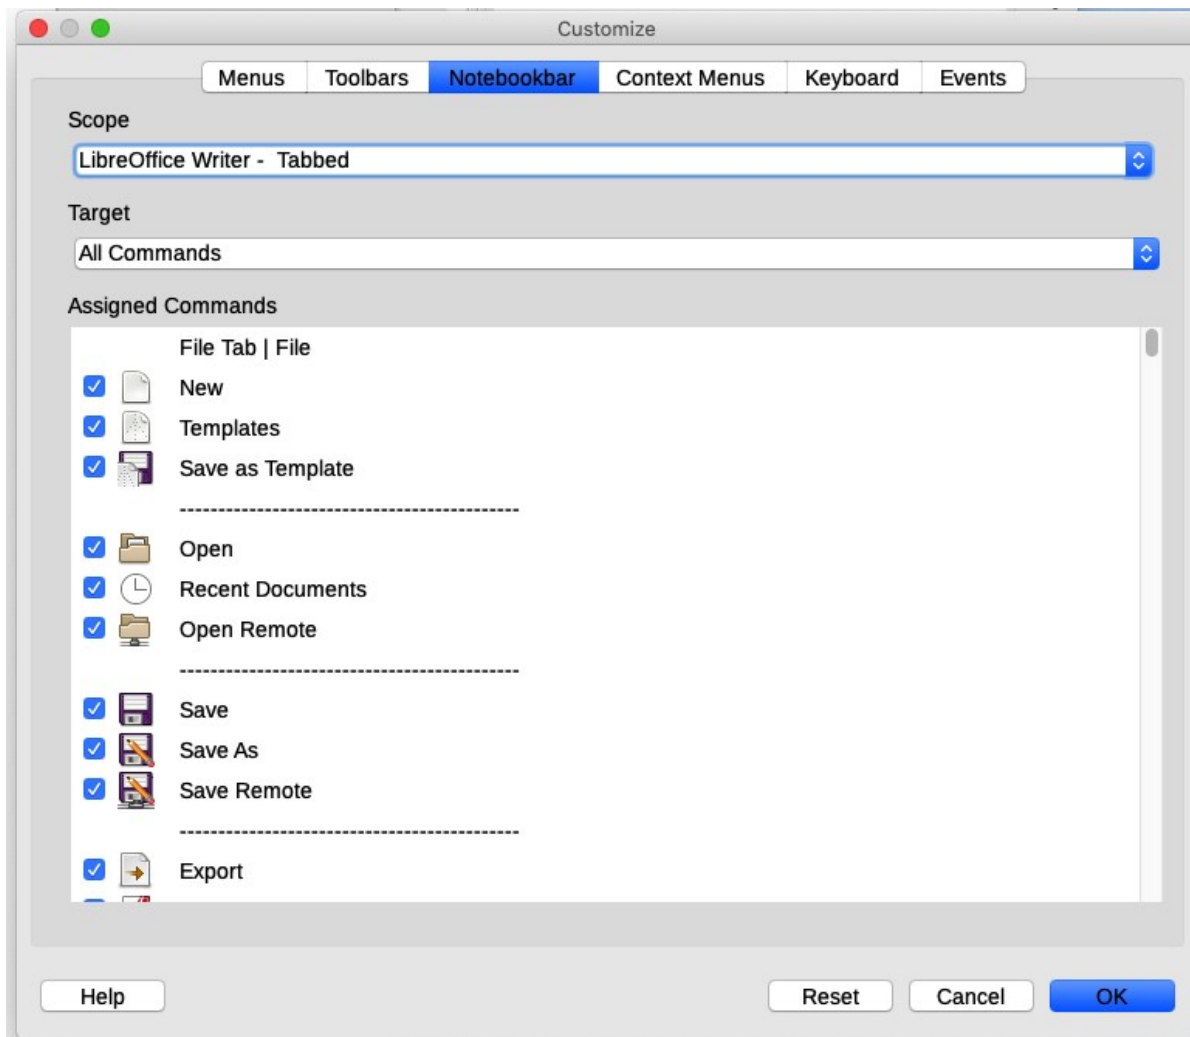 Customize
Menus Toolbars Notebookbar Context Menus Keyboard Events
Scope
LibreOffice Writer -  Tabbed
Target
All Commands
Assigned Commands
File Tab | File
New
Templates
Save as Template
--------------------------------------------
Open
Recent Documents
Open Remote
--------------------------------------------
Save
Save As
Save Remote
--------------------------------------------
Export
Help Reset Cancel OK